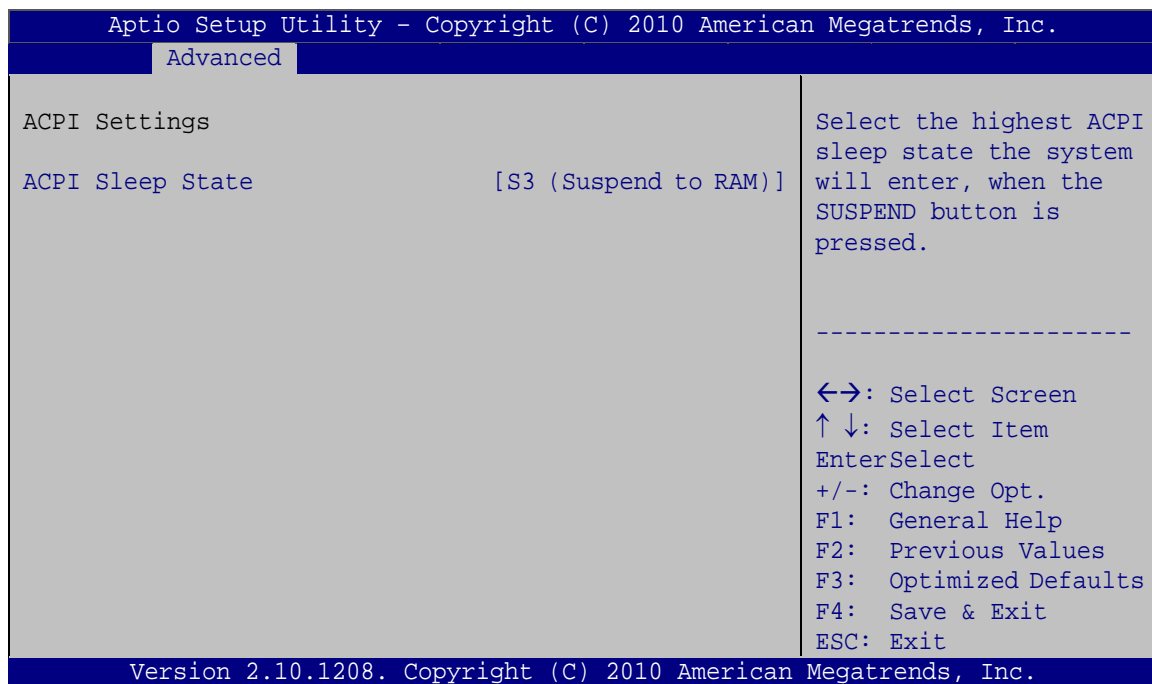 Aptio Setup Utility – Copyright (C) 2010 American Megatrends, Inc.
Advanced
ACPI Settings
ACPI Sleep State [S3 (Suspend to RAM)]
Select the highest ACPI
sleep state the system
will enter, when the
SUSPEND button is
pressed.
----------------------
←→: Select Screen
↑ ↓: Select Item
EnterSelect
+/-: Change Opt.
F1: General Help
F2: Previous Values
F3: Optimized Defaults
F4: Save & Exit
ESC: Exit
Version 2.10.1208. Copyright (C) 2010 American Megatrends, Inc.